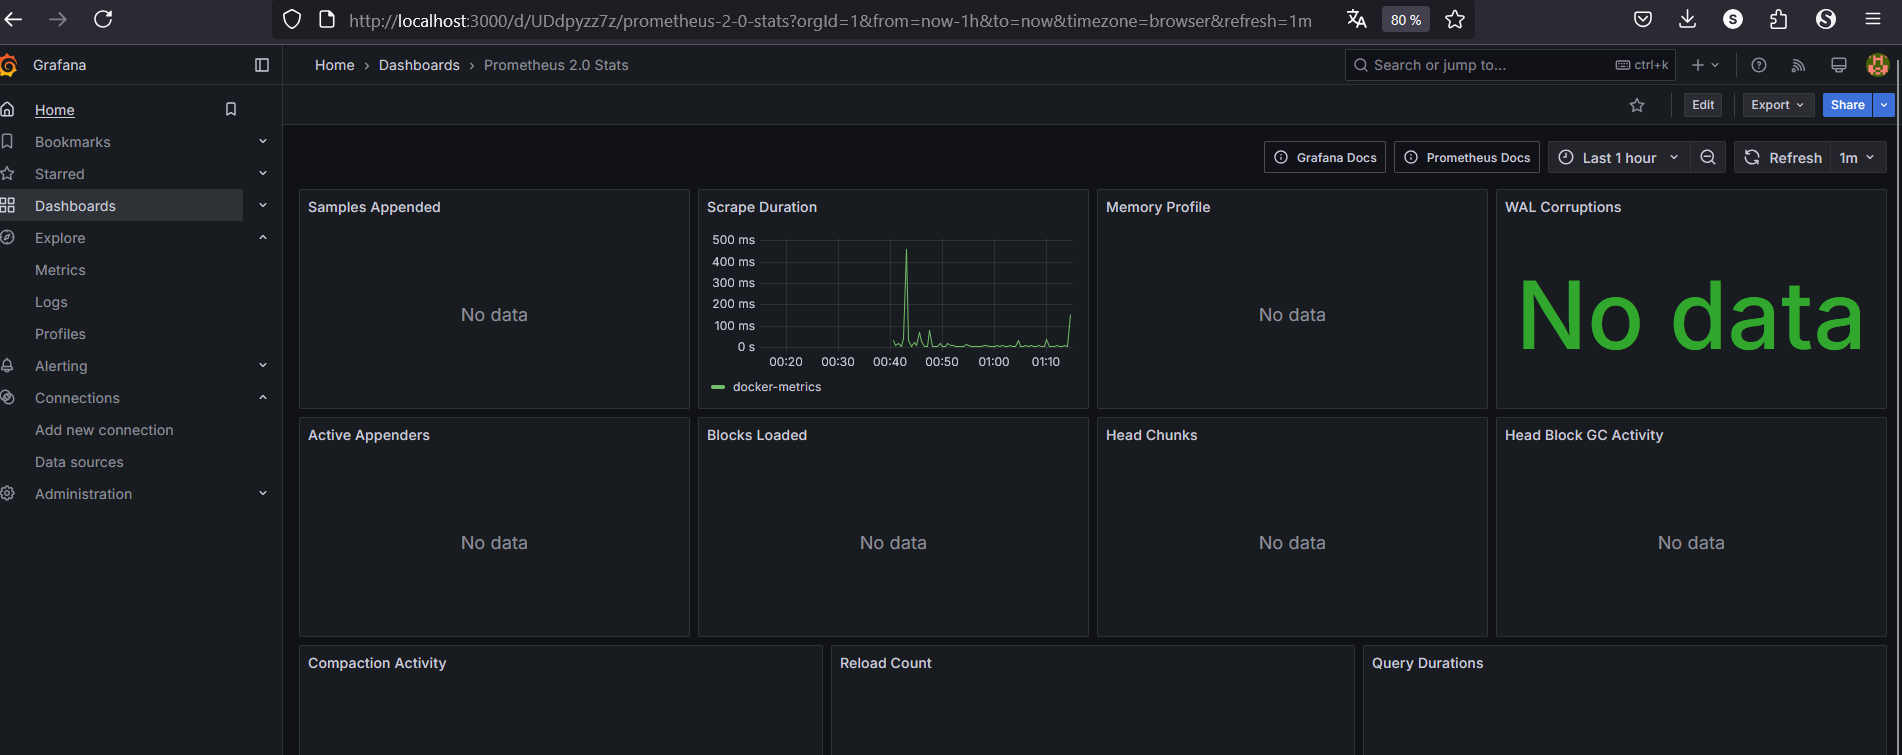 http://localhost:3000/d/UDdpyzz7z/prometheus-2-0-stats?orgId=1&from=now-1h&to=now&timezone=browser&refresh=1m
80 %
S
S
Grafana
Home › Dashboards › Prometheus 2.0 Stats
Search or jump to...
ctrl+k
Home
Edit
Export
Share
Bookmarks
Starred
Dashboards
Explore
Metrics
Logs
Profiles
Alerting
Connections
Add new connection
Data sources
Administration
Grafana Docs
Prometheus Docs
Last 1 hour
Refresh
1m
Samples Appended
No data
Scrape Duration
500 ms
400 ms
300 ms
200 ms
100 ms
0 s
00:20 00:30 00:40 00:50 01:00 01:10
docker-metrics
Memory Profile
No data
WAL Corruptions
No data
Active Appenders
No data
Blocks Loaded
No data
Head Chunks
No data
Head Block GC Activity
No data
Compaction Activity
Reload Count
Query Durations